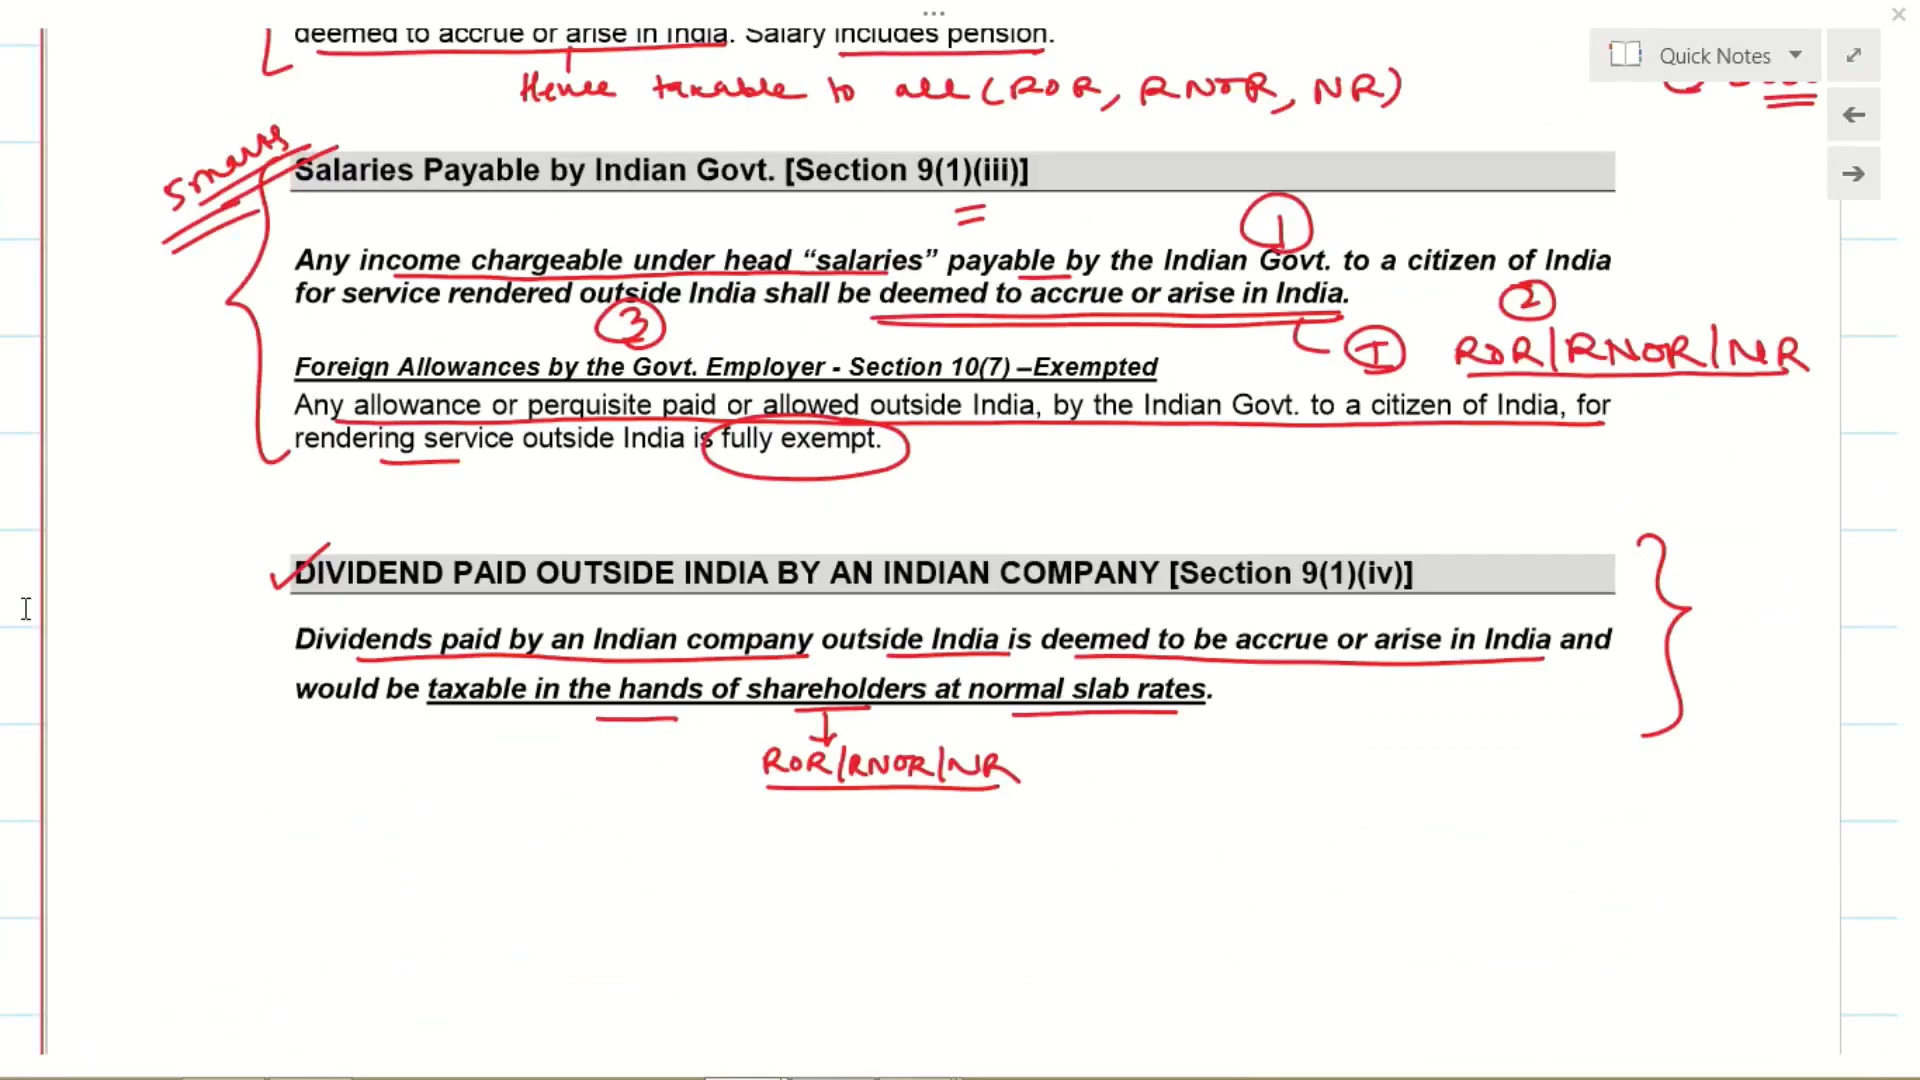 deemed to accrue or arise in India. Salary includes pension.
Quick Notes
Hence taxable to all (ROR, RNOR, NR)
5 marks
Salaries Payable by Indian Govt. [Section 9(1)(iii)]
1
Any income chargeable under head “salaries” payable by the Indian Govt. to a citizen of India
for service rendered outside India shall be deemed to accrue or arise in India.
2
3
I ROR/RNOR/NR
Foreign Allowances by the Govt. Employer - Section 10(7) –Exempted
Any allowance or perquisite paid or allowed outside India, by the Indian Govt. to a citizen of India, for
rendering service outside India is fully exempt.
DIVIDEND PAID OUTSIDE INDIA BY AN INDIAN COMPANY [Section 9(1)(iv)]
Dividends paid by an Indian company outside India is deemed to be accrue or arise in India and
would be taxable in the hands of shareholders at normal slab rates.
ROR/RNOR/NR